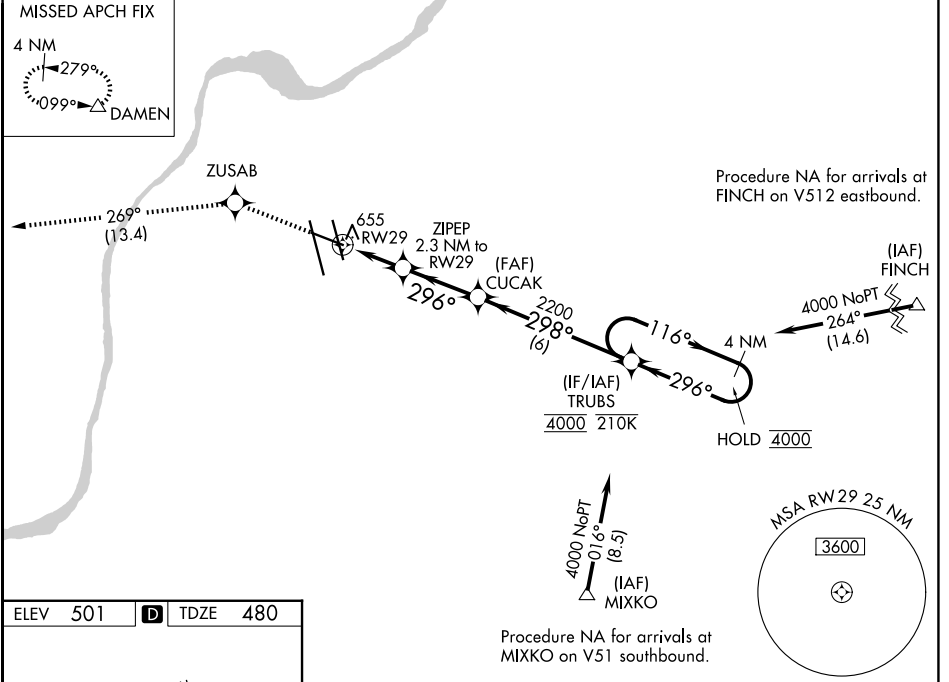 MISSED APCH FIX
4 NM
279°
099°
DAMEN
ZUSAB
269°
(13.4)
655
RW29
ZIPEP
2.3 NM to
RW29
(FAF)
CUCAK
296°
2200
298°
(6)
116°
4 NM
296°
(IF/IAF)
TRUBS
4000 210K
HOLD 4000
Procedure NA for arrivals at
FINCH on V512 eastbound.
(IAF)
FINCH
4000 NoPT
264°
(14.6)
4000 NoPT
016°
(8.5)
(IAF)
MIXKO
Procedure NA for arrivals at
MIXKO on V51 southbound.
MSA RW29 25 NM
3600
ELEV 501 D TDZE 480